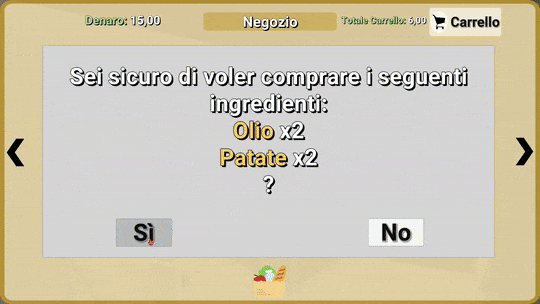 Denaro: 15,00
Negozio
Totale Carrello: 6,00
Carrello
Sei sicuro di voler comprare i seguenti
ingredienti:
Olio x2
Patate x2
?
Sì
No